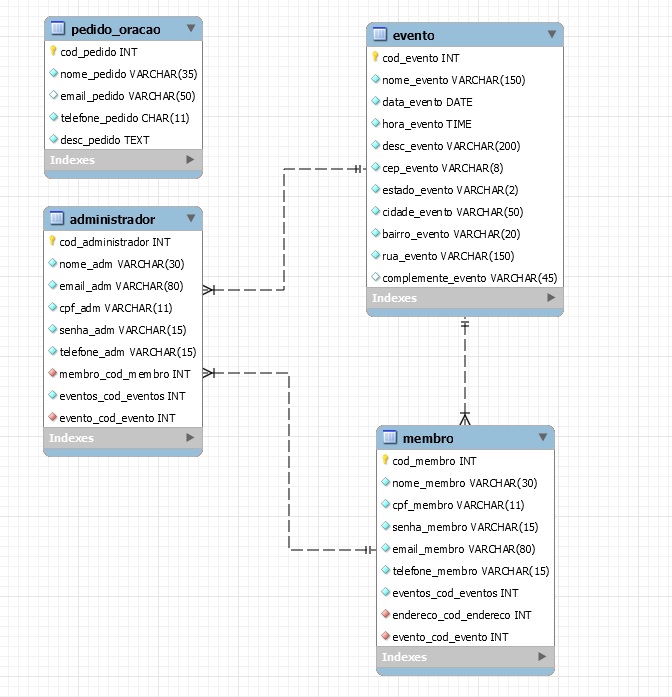 pedido_oracao
cod_pedido INT
nome_pedido VARCHAR(35)
email_pedido VARCHAR(50)
telefone_pedido CHAR(11)
desc_pedido TEXT
Indexes
evento
cod_evento INT
nome_evento VARCHAR(150)
data_evento DATE
hora_evento TIME
desc_evento VARCHAR(200)
cep_evento VARCHAR(8)
estado_evento VARCHAR(2)
cidade_evento VARCHAR(50)
bairro_evento VARCHAR(20)
rua_evento VARCHAR(150)
complemente_evento VARCHAR(45)
Indexes
administrador
cod_administrador INT
nome_adm VARCHAR(30)
email_adm VARCHAR(80)
cpf_adm VARCHAR(11)
senha_adm VARCHAR(15)
telefone_adm VARCHAR(15)
membro_cod_membro INT
eventos_cod_eventos INT
evento_cod_evento INT
Indexes
membro
cod_membro INT
nome_membro VARCHAR(30)
cpf_membro VARCHAR(11)
senha_membro VARCHAR(15)
email_membro VARCHAR(80)
telefone_membro VARCHAR(15)
eventos_cod_eventos INT
endereco_cod_endereco INT
evento_cod_evento INT
Indexes